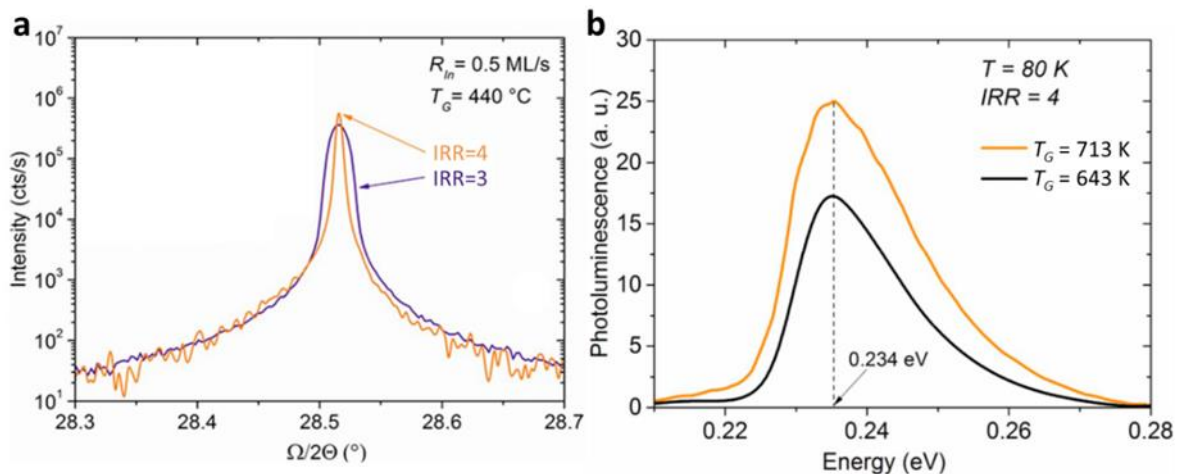 a
10⁷
10⁶
10⁵
10⁴
10³
10²
10¹
Intensity (cts/s)
R_In= 0.5 ML/s
T_G= 440 °C
IRR=4
IRR=3
28.3
28.4
28.5
28.6
28.7
Ω/2Θ (°)
b
30
25
20
15
10
5
0
Photoluminescence (a. u.)
T = 80 K
IRR = 4
T_G = 713 K
T_G = 643 K
0.234 eV
0.22
0.24
0.26
0.28
Energy (eV)